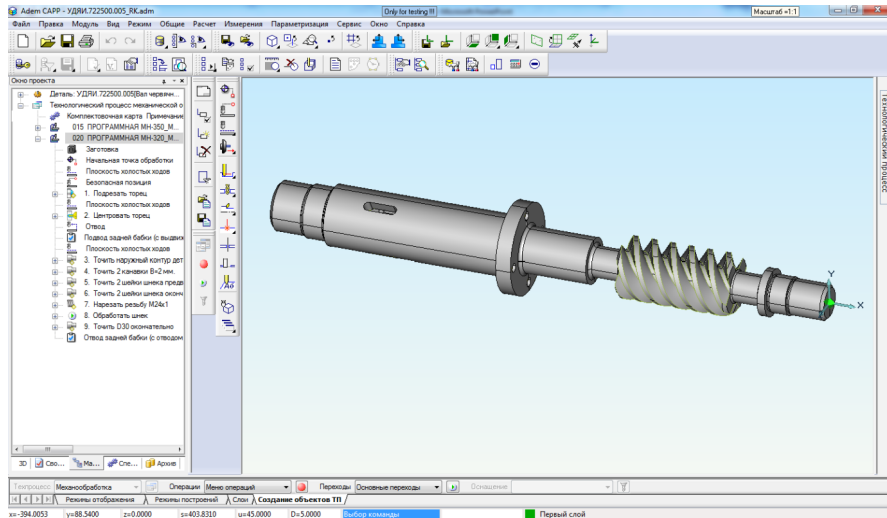 Adem CAPP - УДЯИ.722500.005_RK.adm
Only for testing !!!
Масштаб =1:1
Файл Правка Модуль Вид Режим Общие Расчет Измерения Параметризация Сервис Окно Справка
Окно проекта
Деталь: УДЯИ.722500.005[Вал червячн...
Технологический процесс механической о
Комплектовочная карта Примечание
015 ПРОГРАММНАЯ МН-350_М...
020 ПРОГРАММНАЯ МН-320_М...
Заготовка
Начальная точка обработки
Плоскость холостых ходов
Безопасная позиция
1. Подрезать торец
Плоскость холостых ходов
2. Центровать торец
Отвод
Подвод задней бабки (с выдвиж
Плоскость холостых ходов
3. Точить наружный контур дет
4. Точить 2 канавки B=2 мм.
5. Точить 2 шейки шнека предв
6. Точить 2 шейки шнека оконч
7. Нарезать резьбу М24х1
8. Обработать шнек
9. Точить D30 окончательно
Отвод задней бабки (с отводом
Технологический процесс
Y
X
3D Сво... Ма... Спе... Архив
Техпроцесс Механообработка Операции Меню операций Переходы Основные переходы Оснащение
Режимы отображения Режимы построений Слои Создание объектов ТП
x=-394.0053 y=88.5400 z=0.0000 s=403.8310 u=45.0000 D=5.0000 Выбор команды Первый слой